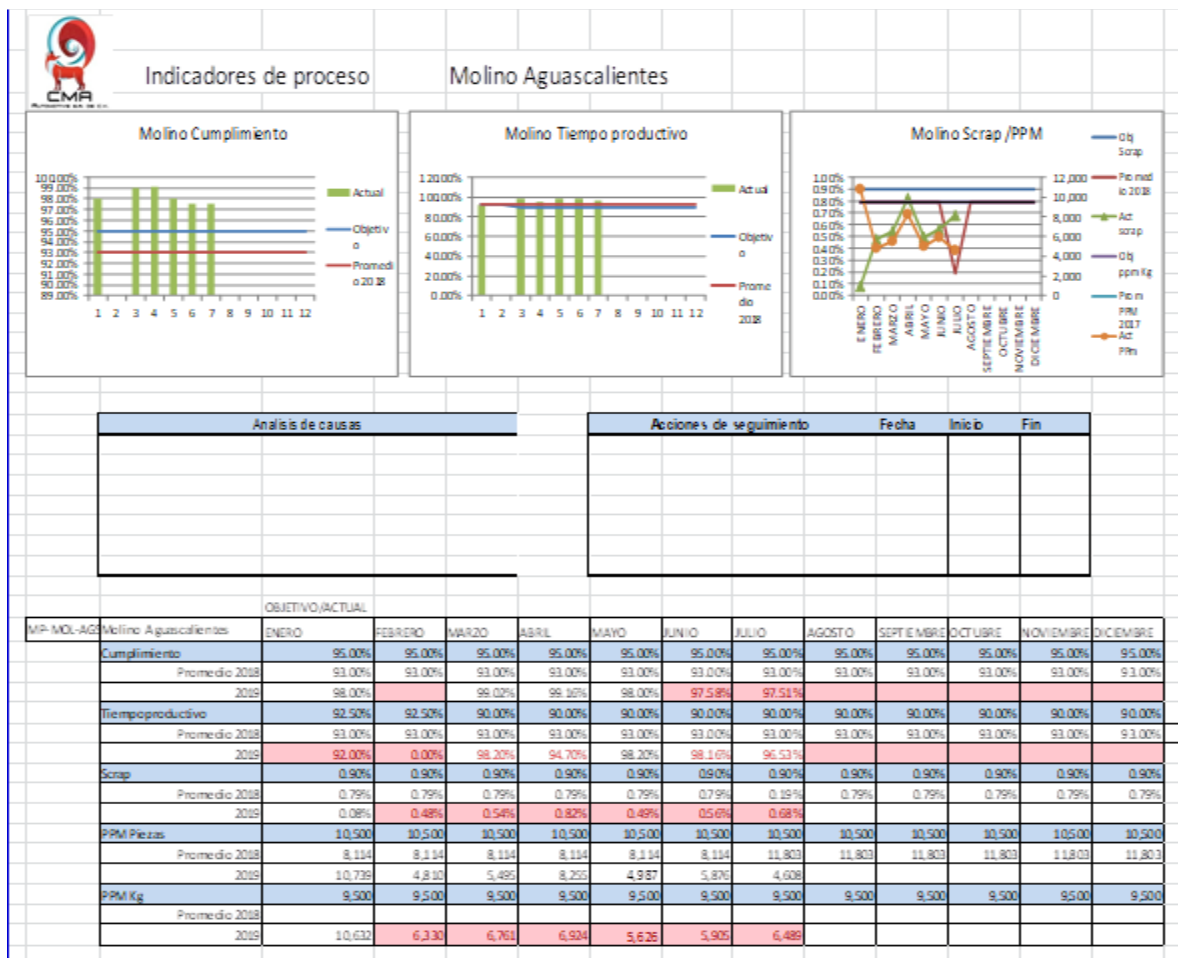 CMA
Indicadores de proceso Molino Aguascalientes
Molino Cumplimiento
100.00%
99.00%
98.00%
97.00%
96.00%
95.00%
94.00%
93.00%
92.00%
91.00%
90.00%
89.00%
1 2 3 4 5 6 7 8 9 10 11 12
Actual
Objetiv
o
Promedi
o 2018
Molino Tiempo productivo
120.00%
100.00%
80.00%
60.00%
40.00%
20.00%
0.00%
1 2 3 4 5 6 7 8 9 10 11 12
Actual
Objetiv
o
Prome
dio
2018
Molino Scrap /PPM
1.00%
0.90%
0.80%
0.70%
0.60%
0.50%
0.40%
0.30%
0.20%
0.10%
0.00%
12,000
10,000
8,000
6,000
4,000
2,000
0
ENERO
FEBRERO
MARZO
ABRIL
MAYO
JUNIO
JULIO
AGOSTO
SEPTIEMBRE
OCTUBRE
NOVIEMBRE
DICIEMBRE
Obj
Scrap
Promed
io 2018
Act
scrap
Obj
ppm Kg
Prom
PPM
2017
Act
PPm
Analisis de causas
Acciones de seguimiento Fecha Inicio Fin
OBJETIVO/ACTUAL
MP-MOL-AGS Molino Aguascalientes ENERO FEBRERO MARZO ABRIL MAYO JUNIO JULIO AGOSTO SEPTIEMBRE OCTUBRE NOVIEMBRE DICIEMBRE
Cumplimiento 95.00% 95.00% 95.00% 95.00% 95.00% 95.00% 95.00% 95.00% 95.00% 95.00% 95.00% 95.00%
Promedio 2018 93.00% 93.00% 93.00% 93.00% 93.00% 93.00% 93.00% 93.00% 93.00% 93.00% 93.00% 93.00%
2019 98.00% 99.02% 99.16% 98.00% 97.58% 97.51%
Tiempo productivo 92.50% 92.50% 90.00% 90.00% 90.00% 90.00% 90.00% 90.00% 90.00% 90.00% 90.00% 90.00%
Promedio 2018 93.00% 93.00% 93.00% 93.00% 93.00% 93.00% 93.00% 93.00% 93.00% 93.00% 93.00% 93.00%
2019 92.00% 0.00% 98.20% 94.70% 98.20% 98.16% 96.53%
Scrap 0.90% 0.90% 0.90% 0.90% 0.90% 0.90% 0.90% 0.90% 0.90% 0.90% 0.90% 0.90%
Promedio 2018 0.79% 0.79% 0.79% 0.79% 0.79% 0.79% 0.19% 0.79% 0.79% 0.79% 0.79% 0.79%
2019 0.08% 0.48% 0.54% 0.82% 0.49% 0.56% 0.68%
PPM Piezas 10,500 10,500 10,500 10,500 10,500 10,500 10,500 10,500 10,500 10,500 10,500 10,500
Promedio 2018 8,114 8,114 8,114 8,114 8,114 8,114 11,803 11,803 11,803 11,803 11,803 11,803
2019 10,739 4,810 5,495 8,255 4,987 5,876 4,608
PPM Kg 9,500 9,500 9,500 9,500 9,500 9,500 9,500 9,500 9,500 9,500 9,500 9,500
Promedio 2018
2019 10,632 6,330 6,761 6,924 5,626 5,905 6,489